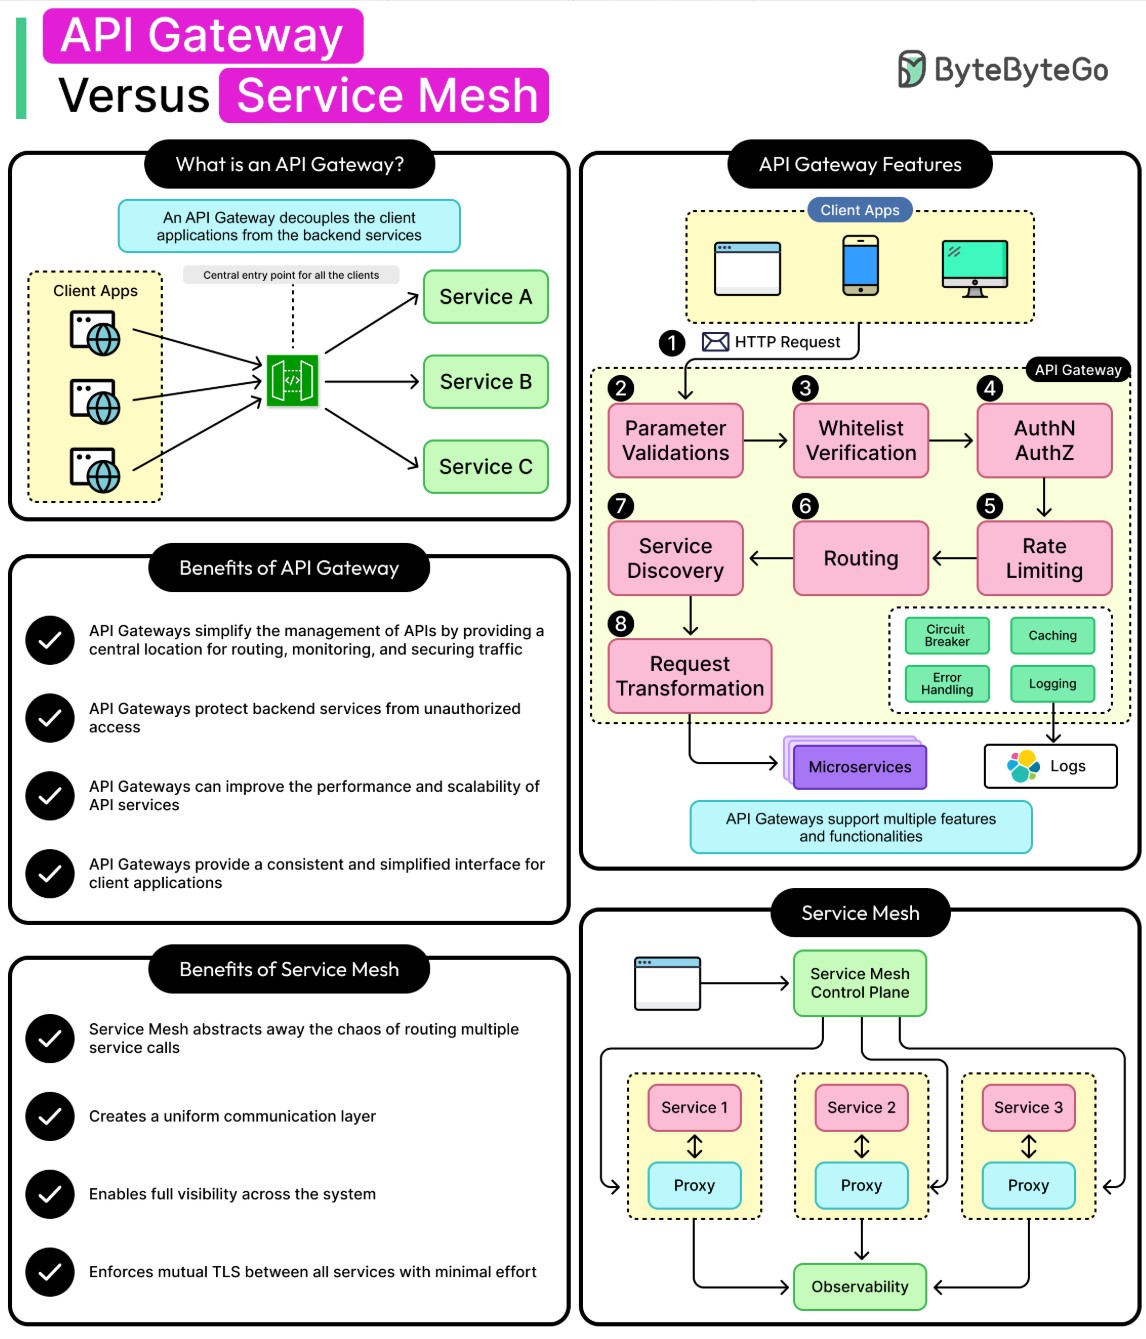 API Gateway
Versus Service Mesh
ByteByteGo
What is an API Gateway?
An API Gateway decouples the client
applications from the backend services
Central entry point for all the clients
Client Apps
Service A
Service B
Service C
Benefits of API Gateway
API Gateways simplify the management of APIs by providing a
central location for routing, monitoring, and securing traffic
API Gateways protect backend services from unauthorized
access
API Gateways can improve the performance and scalability of
API services
API Gateways provide a consistent and simplified interface for
client applications
Benefits of Service Mesh
Service Mesh abstracts away the chaos of routing multiple
service calls
Creates a uniform communication layer
Enables full visibility across the system
Enforces mutual TLS between all services with minimal effort
API Gateway Features
Client Apps
1
HTTP Request
API Gateway
2
Parameter
Validations
3
Whitelist
Verification
4
AuthN
AuthZ
5
Rate
Limiting
6
Routing
7
Service
Discovery
8
Request
Transformation
Circuit
Breaker
Caching
Error
Handling
Logging
Microservices
Logs
API Gateways support multiple features
and functionalities
Service Mesh
Service Mesh
Control Plane
Service 1
Service 2
Service 3
Proxy
Proxy
Proxy
Observability